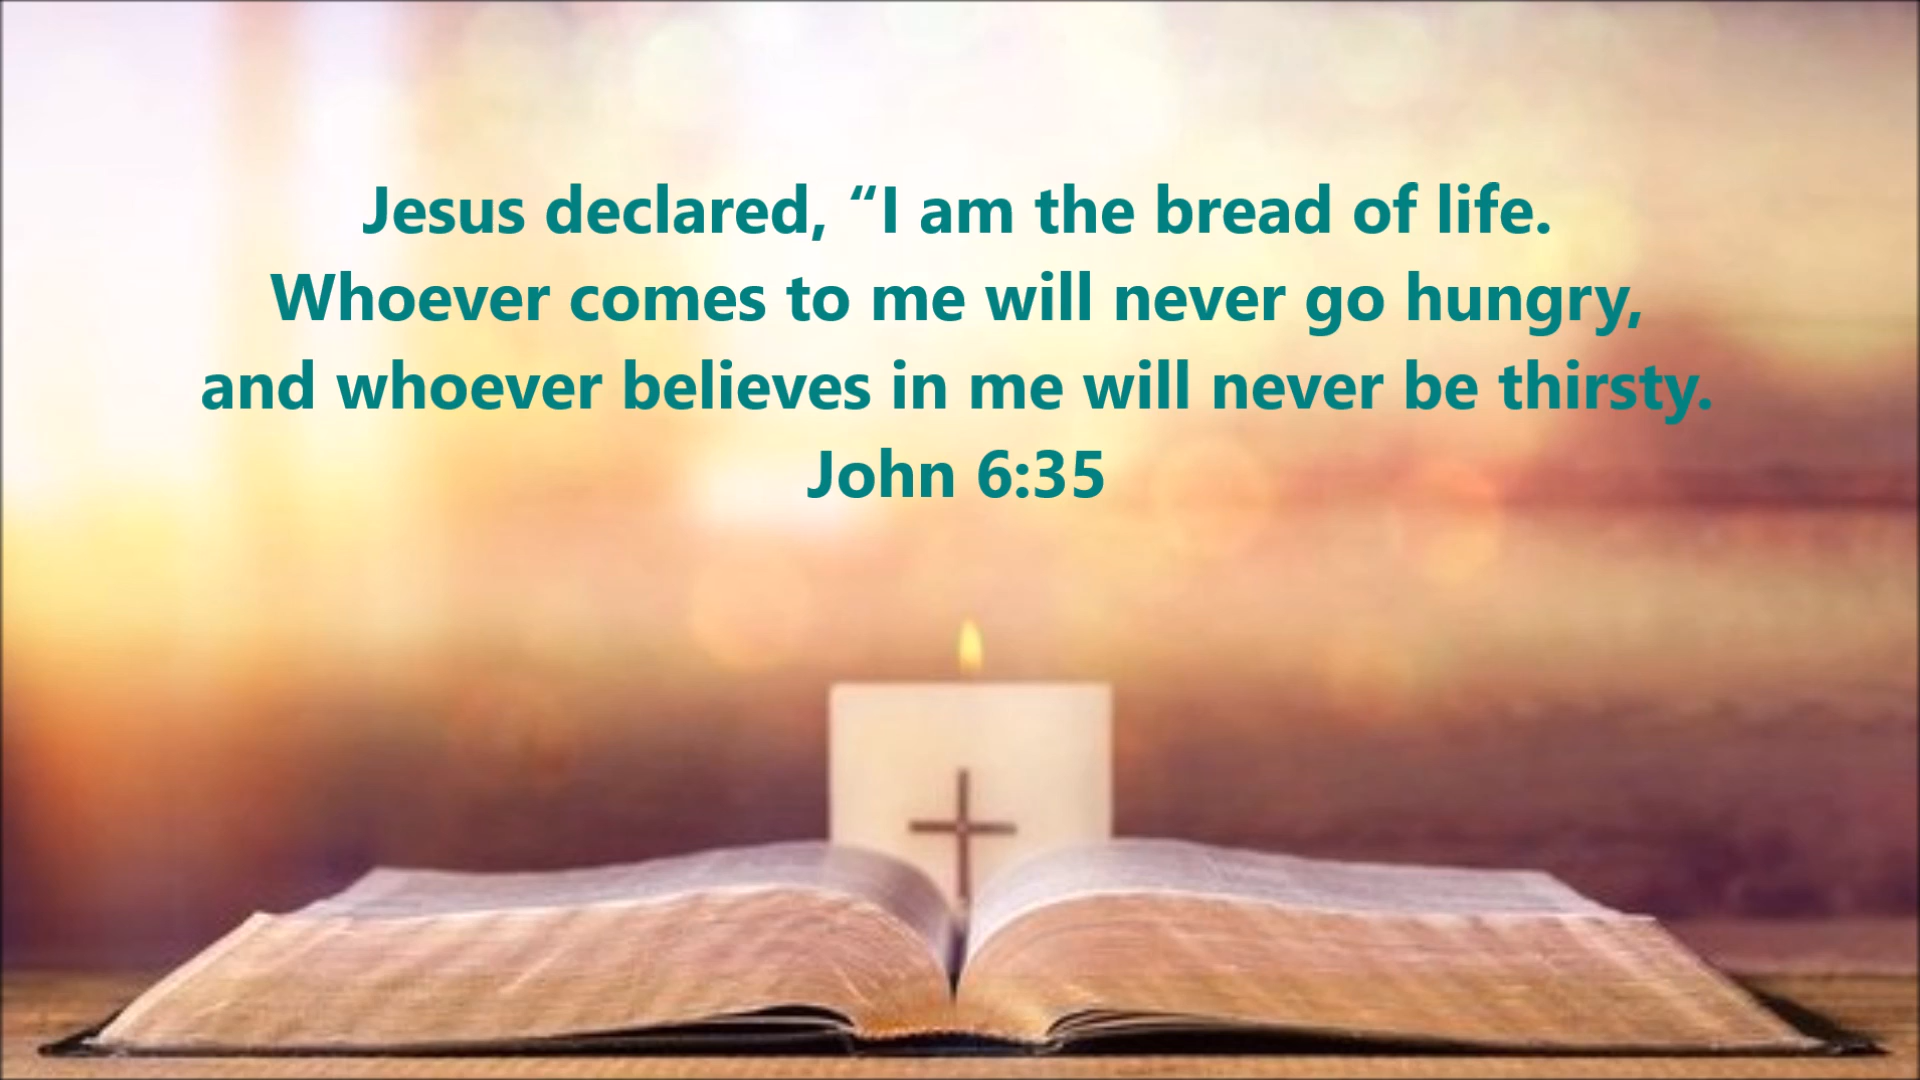 Jesus declared, “I am the bread of life.
Whoever comes to me will never go hungry,
and whoever believes in me will never be thirsty.
John 6:35